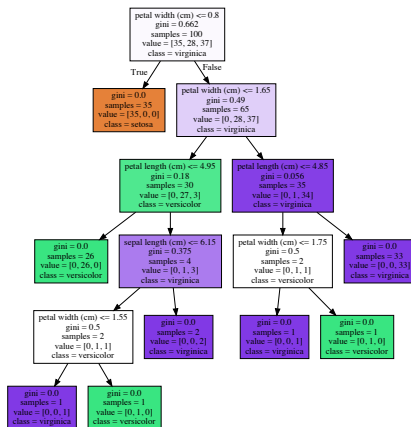 petal width (cm) <= 0.8
gini = 0.662
samples = 100
value = [35, 28, 37]
class = virginica
True
False
gini = 0.0
samples = 35
value = [35, 0, 0]
class = setosa
petal width (cm) <= 1.65
gini = 0.49
samples = 65
value = [0, 28, 37]
class = virginica
petal length (cm) <= 4.95
gini = 0.18
samples = 30
value = [0, 27, 3]
class = versicolor
petal length (cm) <= 4.85
gini = 0.056
samples = 35
value = [0, 1, 34]
class = virginica
gini = 0.0
samples = 26
value = [0, 26, 0]
class = versicolor
sepal length (cm) <= 6.15
gini = 0.375
samples = 4
value = [0, 1, 3]
class = virginica
petal width (cm) <= 1.75
gini = 0.5
samples = 2
value = [0, 1, 1]
class = versicolor
gini = 0.0
samples = 33
value = [0, 0, 33]
class = virginica
petal width (cm) <= 1.55
gini = 0.5
samples = 2
value = [0, 1, 1]
class = versicolor
gini = 0.0
samples = 2
value = [0, 0, 2]
class = virginica
gini = 0.0
samples = 1
value = [0, 0, 1]
class = virginica
gini = 0.0
samples = 1
value = [0, 1, 0]
class = versicolor
gini = 0.0
samples = 1
value = [0, 0, 1]
class = virginica
gini = 0.0
samples = 1
value = [0, 1, 0]
class = versicolor